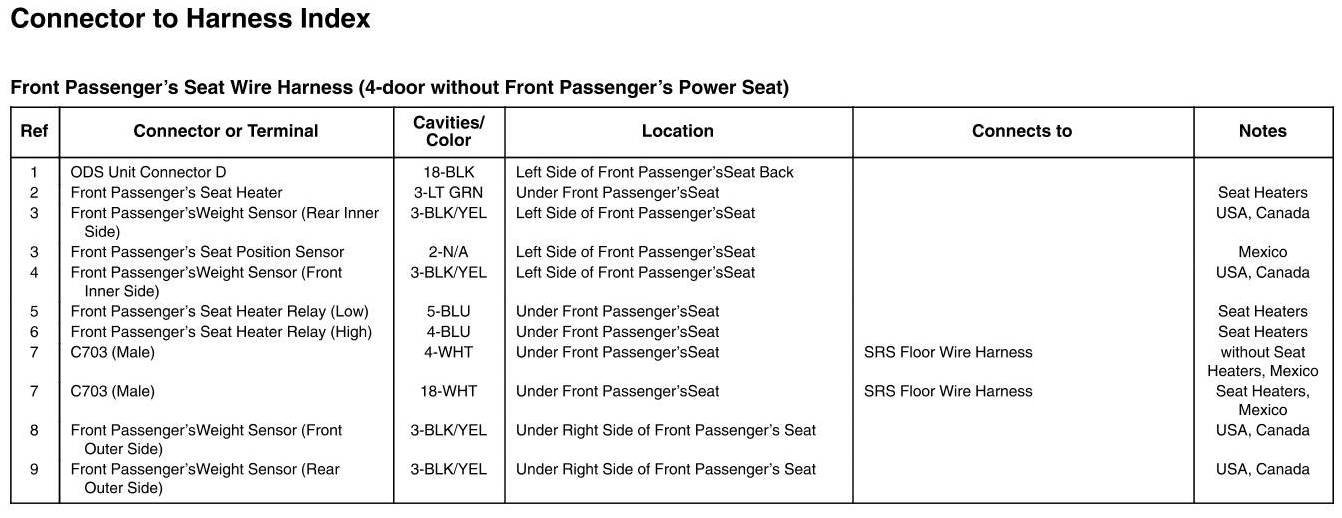 Connector to Harness Index
Front Passenger's Seat Wire Harness (4-door without Front Passenger's Power Seat)
Ref Connector or Terminal Cavities/ Color Location Connects to Notes
1 ODS Unit Connector D 18-BLK Left Side of Front Passenger'sSeat Back
2 Front Passenger's Seat Heater 3-LT GRN Under Front Passenger'sSeat Seat Heaters
3 Front Passenger'sWeight Sensor (Rear Inner 3-BLK/YEL Left Side of Front Passenger'sSeat USA, Canada
Side)
3 Front Passenger's Seat Position Sensor 2-N/A Left Side of Front Passenger'sSeat Mexico
4 Front Passenger'sWeight Sensor (Front 3-BLK/YEL Left Side of Front Passenger'sSeat USA, Canada
Inner Side)
5 Front Passenger's Seat Heater Relay (Low) 5-BLU Under Front Passenger'sSeat Seat Heaters
6 Front Passenger's Seat Heater Relay (High) 4-BLU Under Front Passenger'sSeat Seat Heaters
7 C703 (Male) 4-WHT Under Front Passenger'sSeat SRS Floor Wire Harness without Seat
Heaters, Mexico
7 C703 (Male) 18-WHT Under Front Passenger'sSeat SRS Floor Wire Harness Seat Heaters,
Mexico
8 Front Passenger'sWeight Sensor (Front 3-BLK/YEL Under Right Side of Front Passenger's Seat USA, Canada
Outer Side)
9 Front Passenger'sWeight Sensor (Rear 3-BLK/YEL Under Right Side of Front Passenger's Seat USA, Canada
Outer Side)